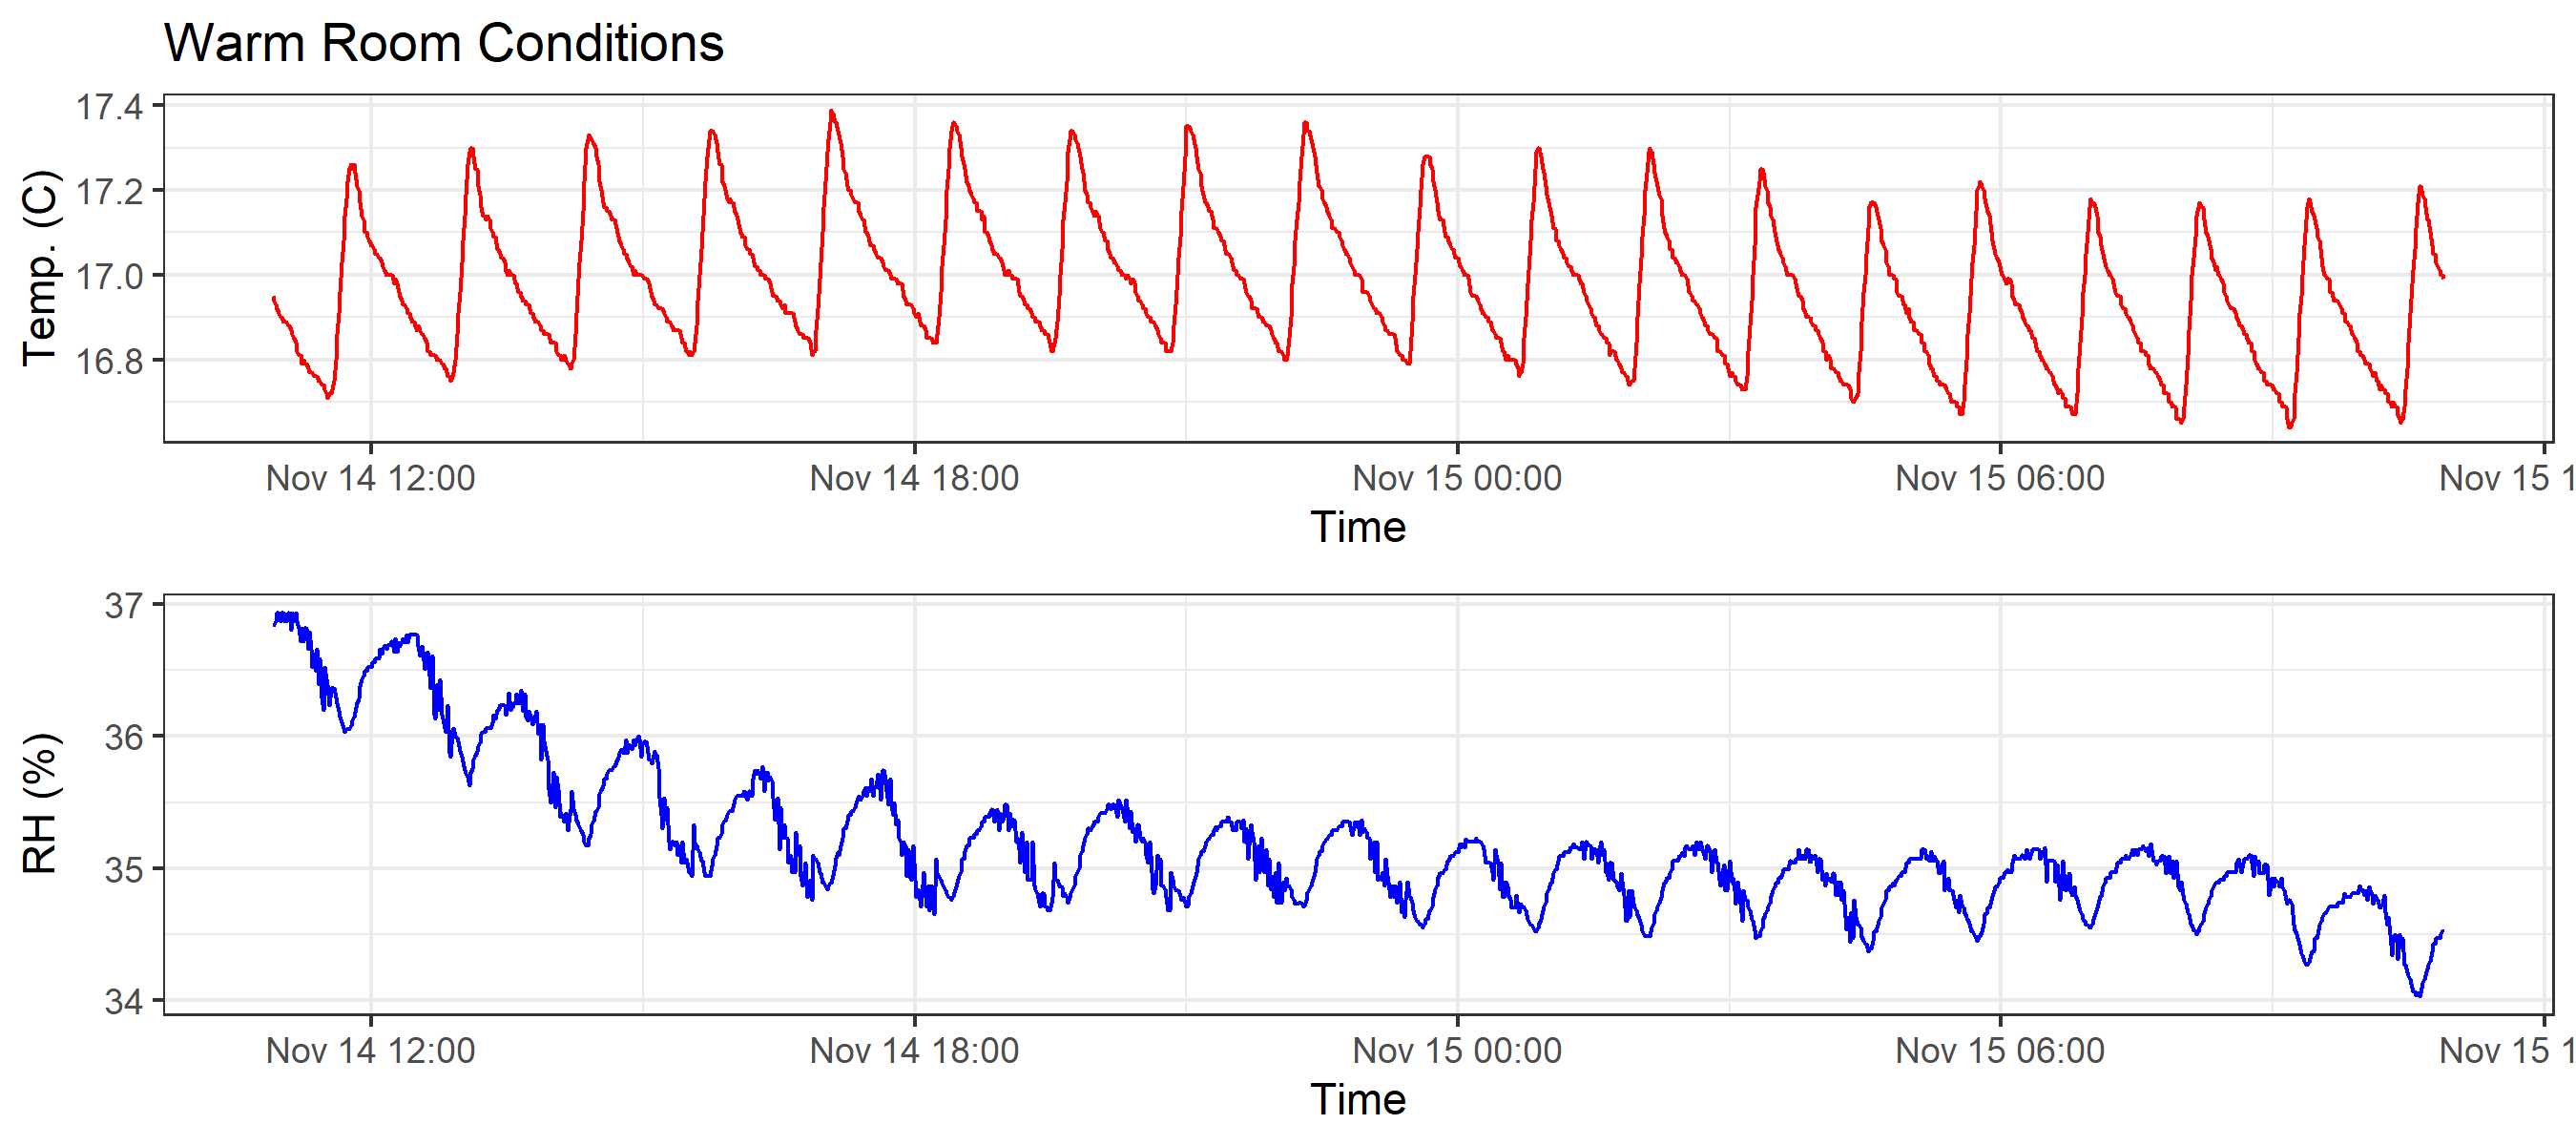 Warm Room Conditions
17.4
17.2
17.0
16.8
Temp. (C)
Nov 14 12:00 Nov 14 18:00 Nov 15 00:00 Nov 15 06:00 Nov 15 1
Time
37
36
35
34
RH (%)
Nov 14 12:00 Nov 14 18:00 Nov 15 00:00 Nov 15 06:00 Nov 15 1
Time